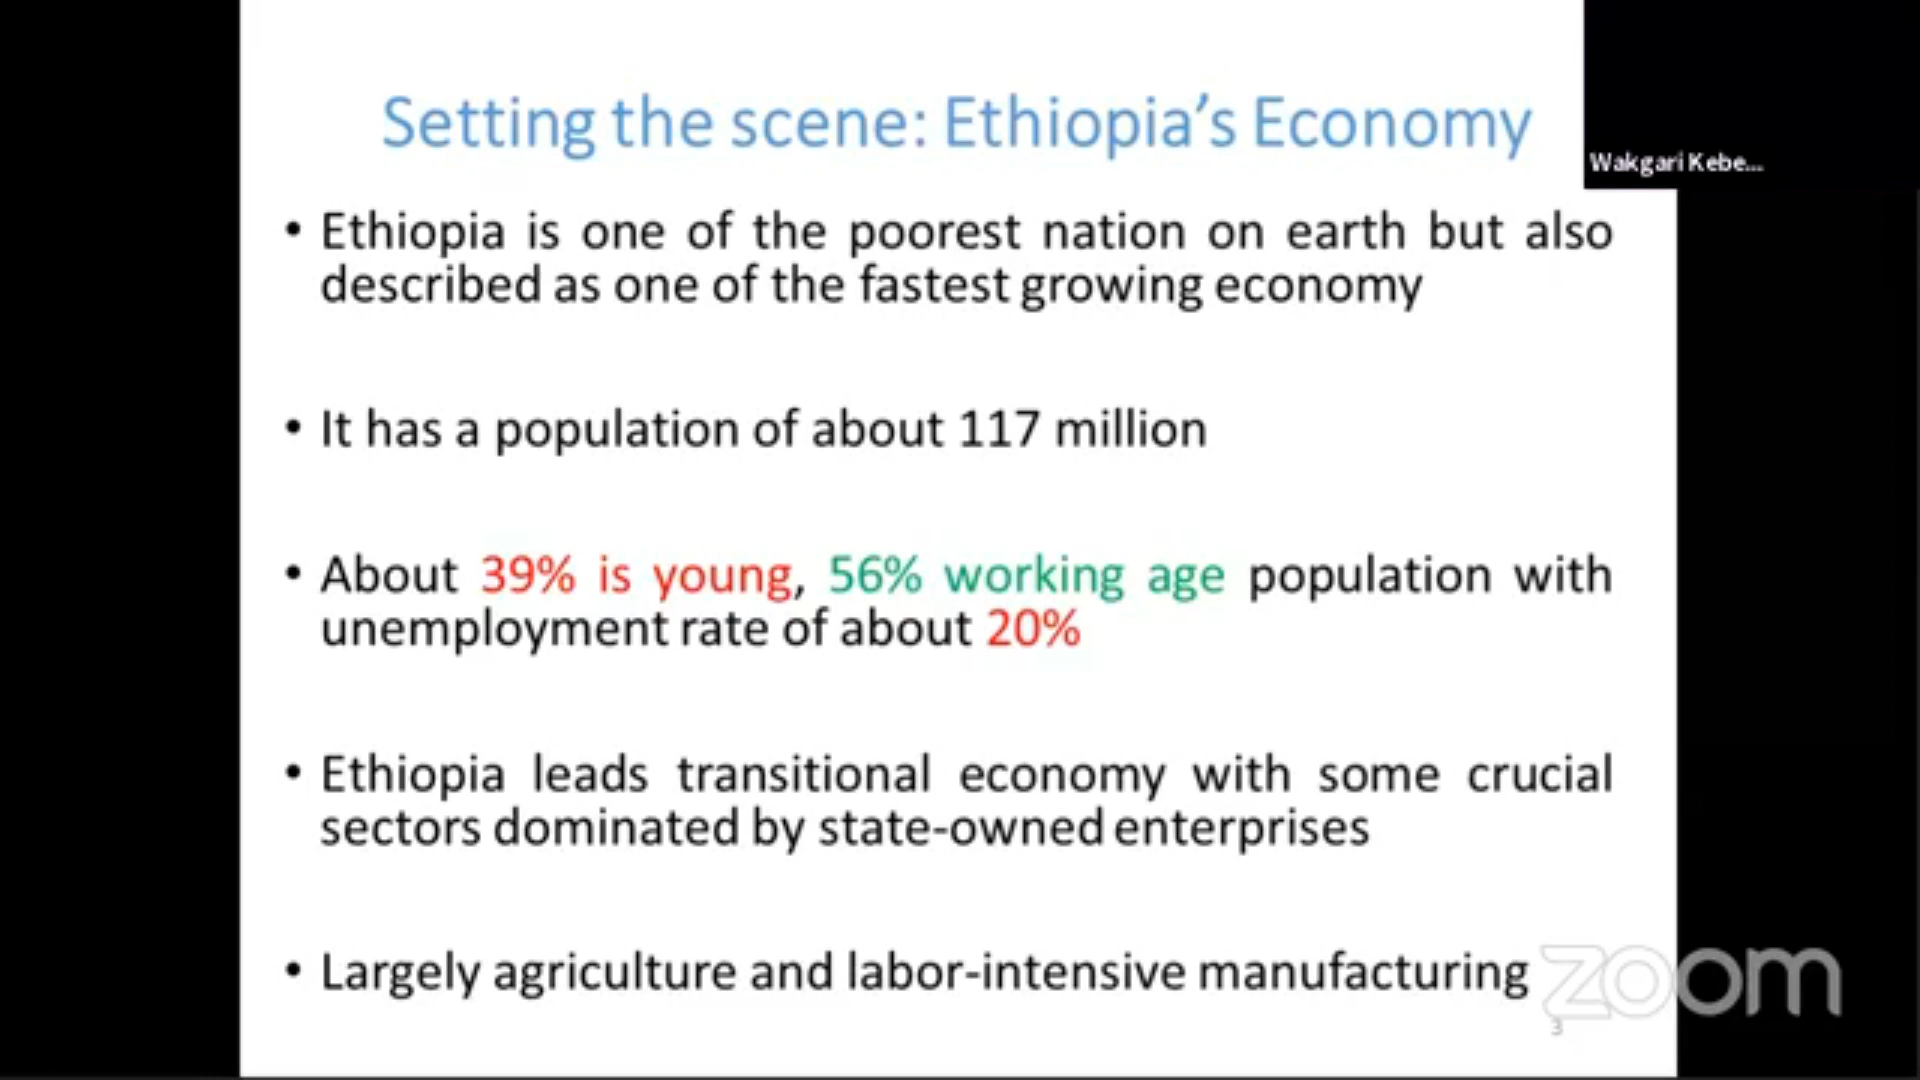 Setting the scene: Ethiopia's Economy
Wakgari Kebe...
• Ethiopia is one of the poorest nation on earth but also
described as one of the fastest growing economy
• It has a population of about 117 million
• About 39% is young, 56% working age population with
unemployment rate of about 20%
• Ethiopia leads transitional economy with some crucial
sectors dominated by state-owned enterprises
• Largely agriculture and labor-intensive manufacturing
zoom
3